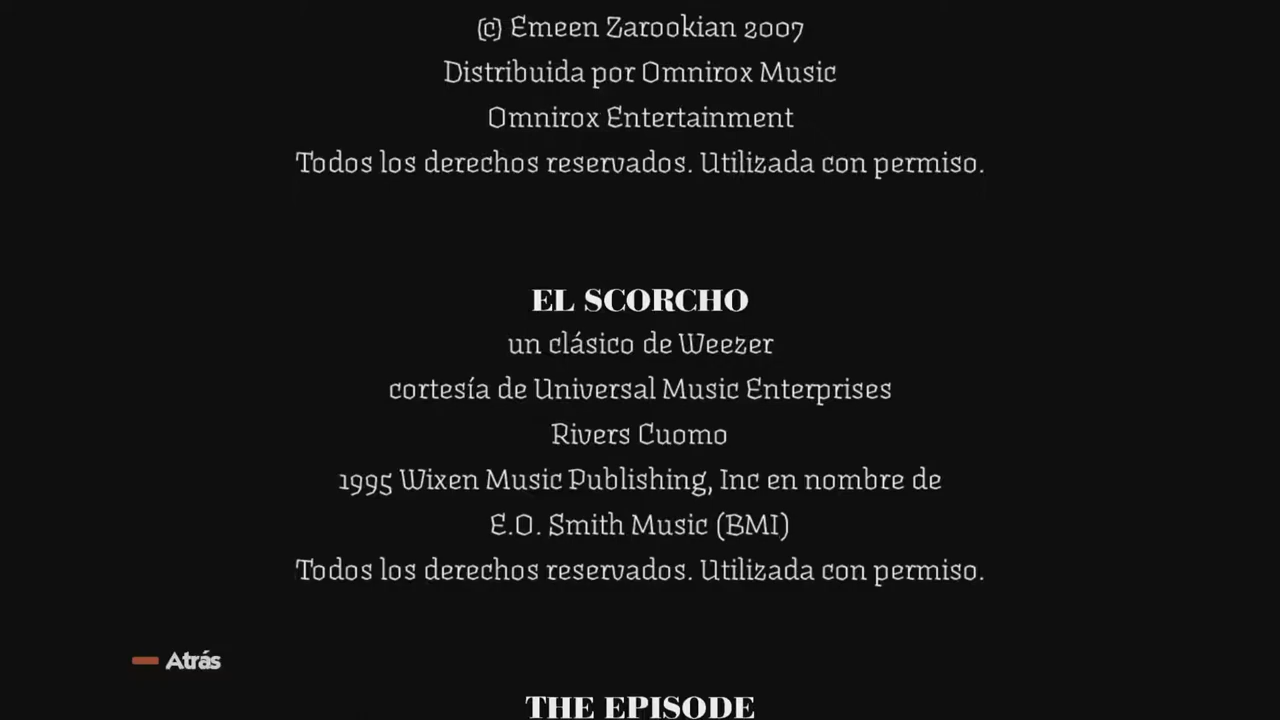 (c) Emeen Zarookian 2007
Distribuida por Omnirox Music
Omnirox Entertainment
Todos los derechos reservados. Utilizada con permiso.
EL SCORCHO
un clásico de Weezer
cortesía de Universal Music Enterprises
Rivers Cuomo
1995 Wixen Music Publishing, Inc en nombre de
E.O. Smith Music (BMI)
Todos los derechos reservados. Utilizada con permiso.
Atrás
THE EPISODE